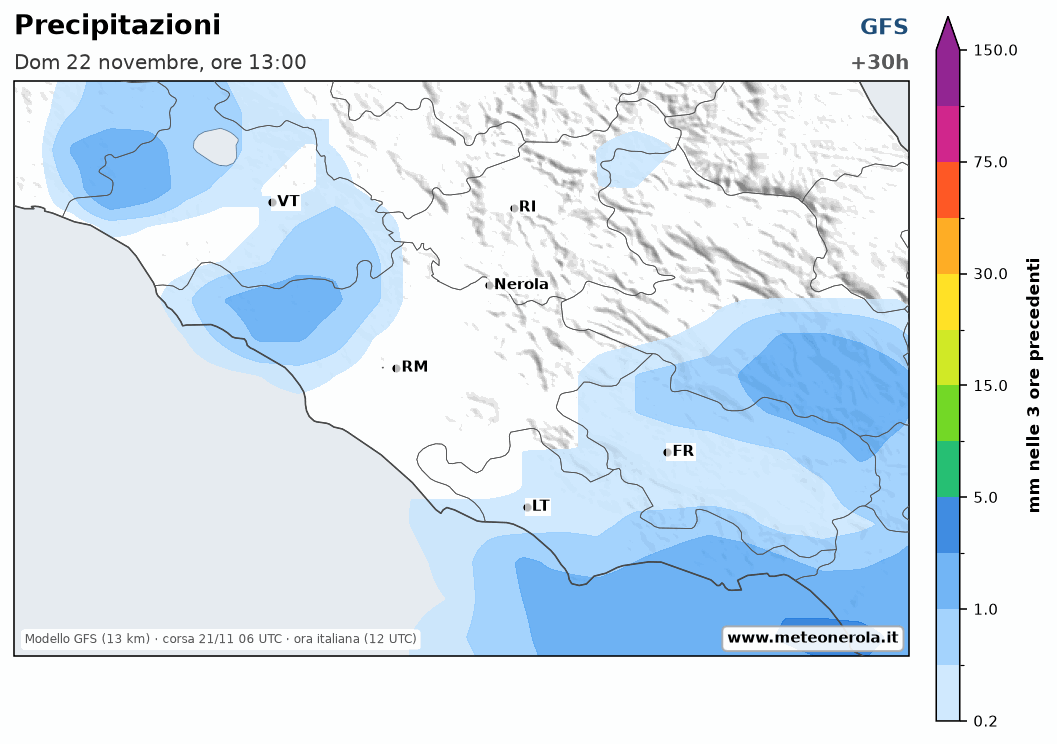 Precipitazioni
GFS
Dom 22 novembre, ore 13:00
+30h
150.0
75.0
30.0
15.0
5.0
1.0
0.2
mm nelle 3 ore precedenti
VT
RI
Nerola
RM
FR
LT
Modello GFS (13 km) · corsa 21/11 06 UTC · ora italiana (12 UTC)
www.meteonerola.it